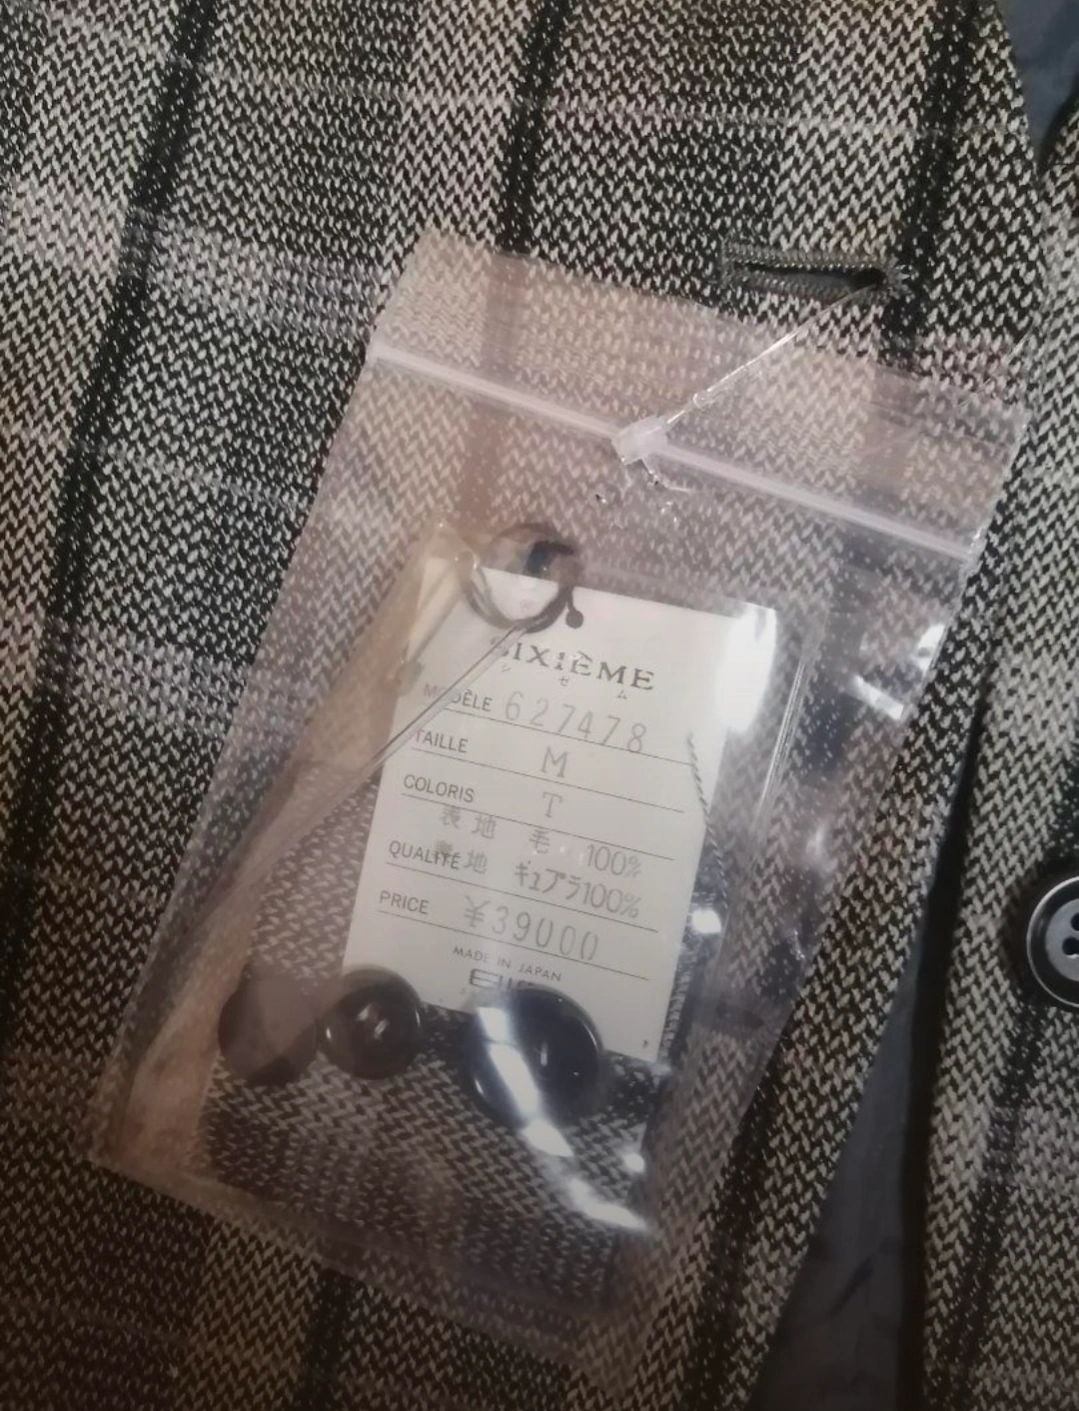 SIXIÈME
シゼム
MODÈLE 627478
TAILLE M
COLORIS T
表地 毛 100%
QUALITÉ 地 キュプラ100%
PRICE ¥39000
MADE IN JAPAN